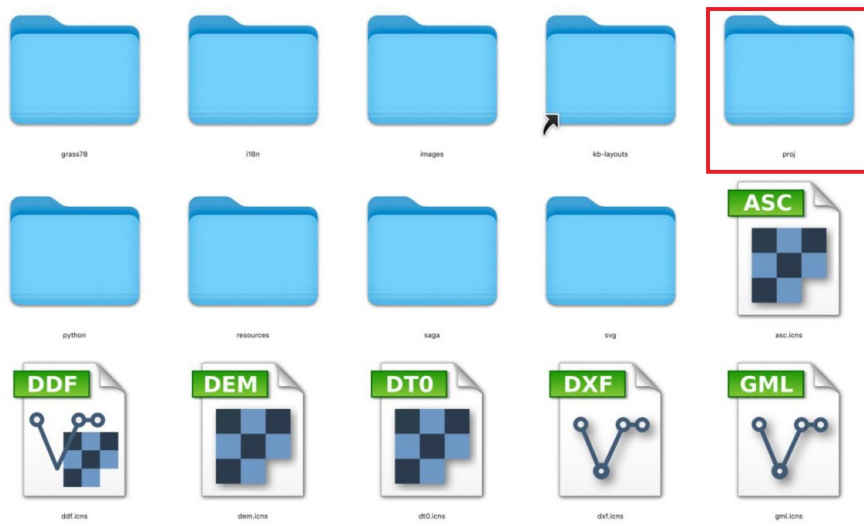 grass78
i18n
images
kb-layouts
proj
python
resources
saga
svg
ASC
asc.icns
DDF
DEM
DT0
DXF
GML
ddf.icns
dem.icns
dt0.icns
dxf.icns
gml.icns